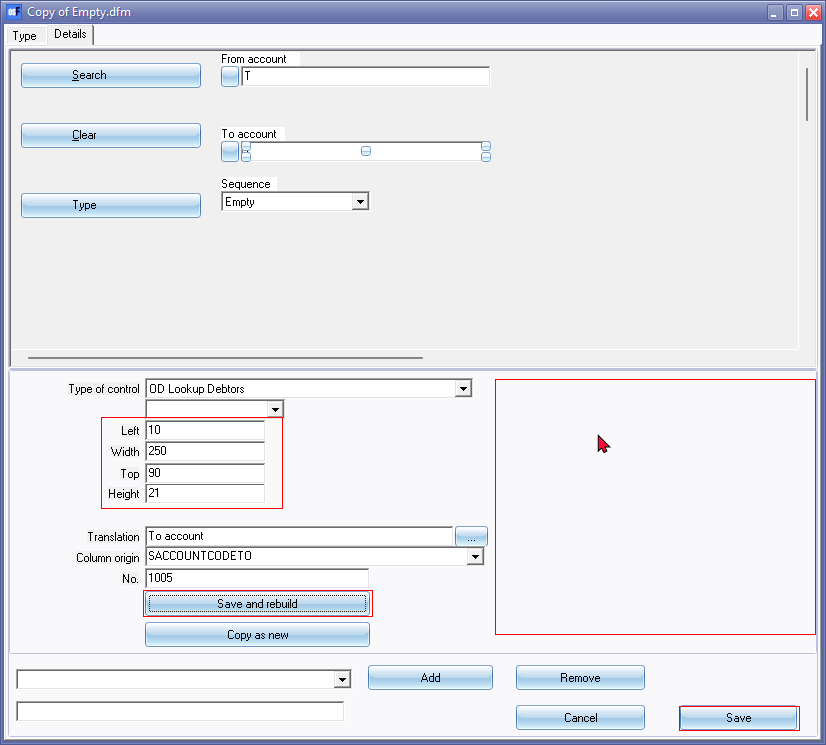 Copy of Empty.dfm
Type Details
From account
Search
T
Clear
To account
Sequence
Type
Empty
Type of control OD Lookup Debtors
Left 10
Width 250
Top 90
Height 21
Translation To account ...
Column origin SACCOUNTCODETO
No. 1005
Save and rebuild
Copy as new
Add Remove
Cancel Save